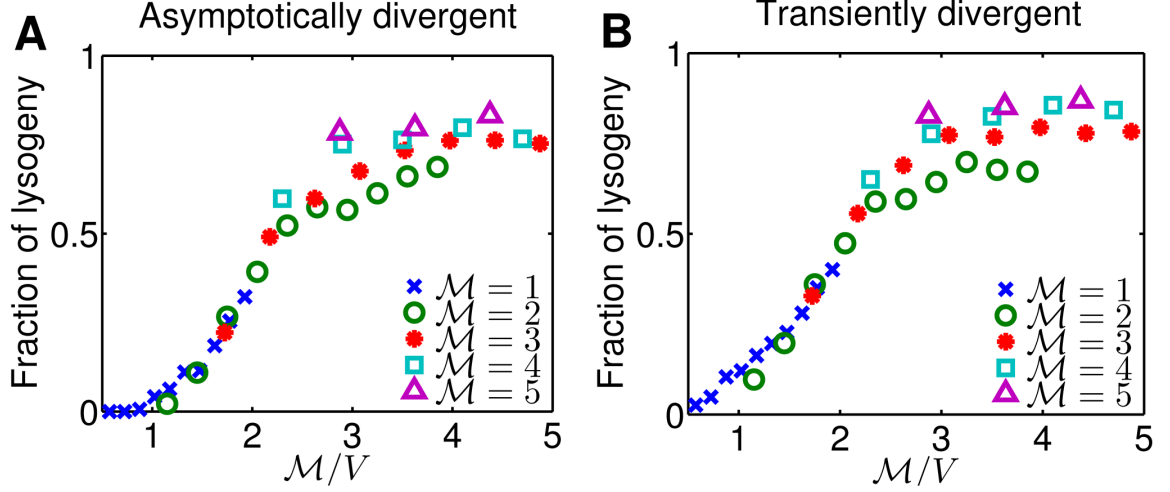 A
Asymptotically divergent
Fraction of lysogeny
1
0.5
0
1
2
3
4
5
ℳ/V
ℳ = 1
ℳ = 2
ℳ = 3
ℳ = 4
ℳ = 5
B
Transiently divergent
Fraction of lysogeny
1
0.5
0
1
2
3
4
5
ℳ/V
ℳ = 1
ℳ = 2
ℳ = 3
ℳ = 4
ℳ = 5